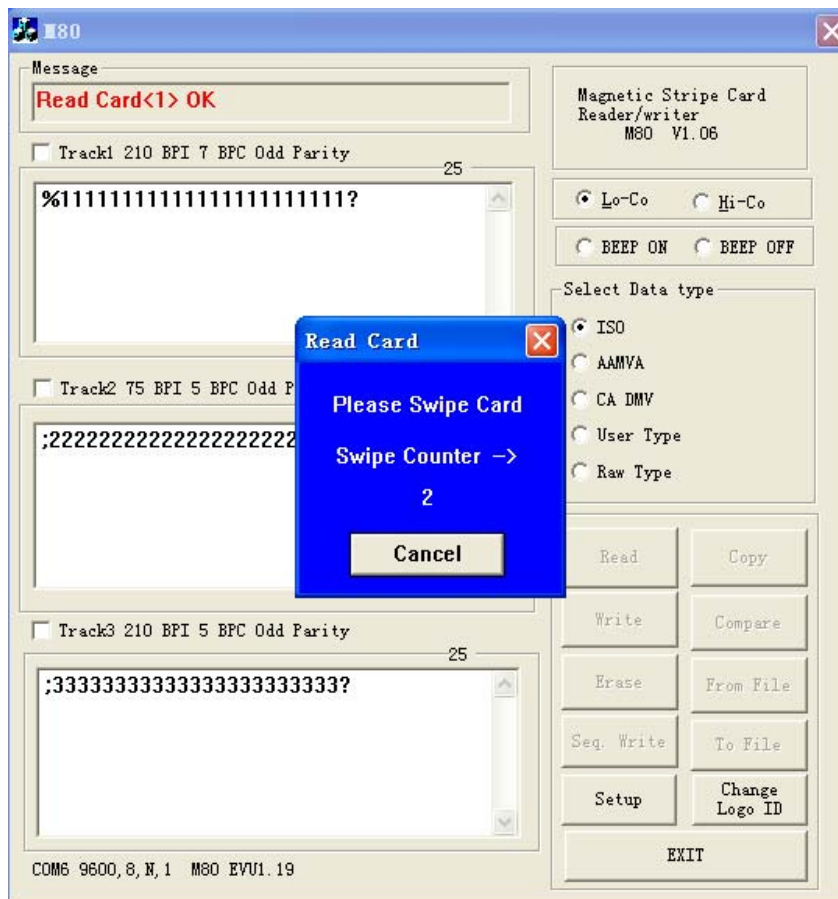 M80
Message
Read Card<1> OK
Track1 210 BPI 7 BPC Odd Parity
25
%11111111111111111111111?
Track2 75 BPI 5 BPC Odd P
;22222222222222222222
Track3 210 BPI 5 BPC Odd Parity
25
;33333333333333333333333?
COM6 9600,8,N,1 M80 EVU1.19
Read Card
Please Swipe Card
Swipe Counter ->
2
Cancel
Magnetic Stripe Card
Reader/writer
M80 V1.06
Lo-Co Hi-Co
BEEP ON BEEP OFF
Select Data type
ISO
AAMVA
CA DMV
User Type
Raw Type
Read Copy
Write Compare
Erase From File
Seq. Write To File
Setup Change
Logo ID
EXIT